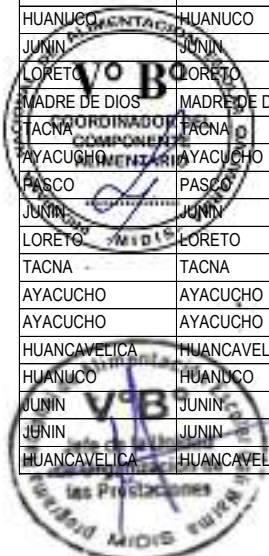 HUANUCO HUANUCO
JUNIN JUNIN
LORETO LORETO
MADRE DE DIOS MADRE DE D
TACNA TACNA
AYACUCHO AYACUCHO
PASCO PASCO
JUNIN JUNIN
LORETO LORETO
TACNA TACNA
AYACUCHO AYACUCHO
AYACUCHO AYACUCHO
HUANCAVELICA HUANCAVEL
HUANUCO HUANUCO
JUNIN JUNIN
JUNIN JUNIN
HUANCAVELICA HUANCAVEL
V° B°
COORDINADOR DEL
COMPONENTE
ALIMENTARIO
MIDIS
V° B°
las Prestaciones
MIDIS